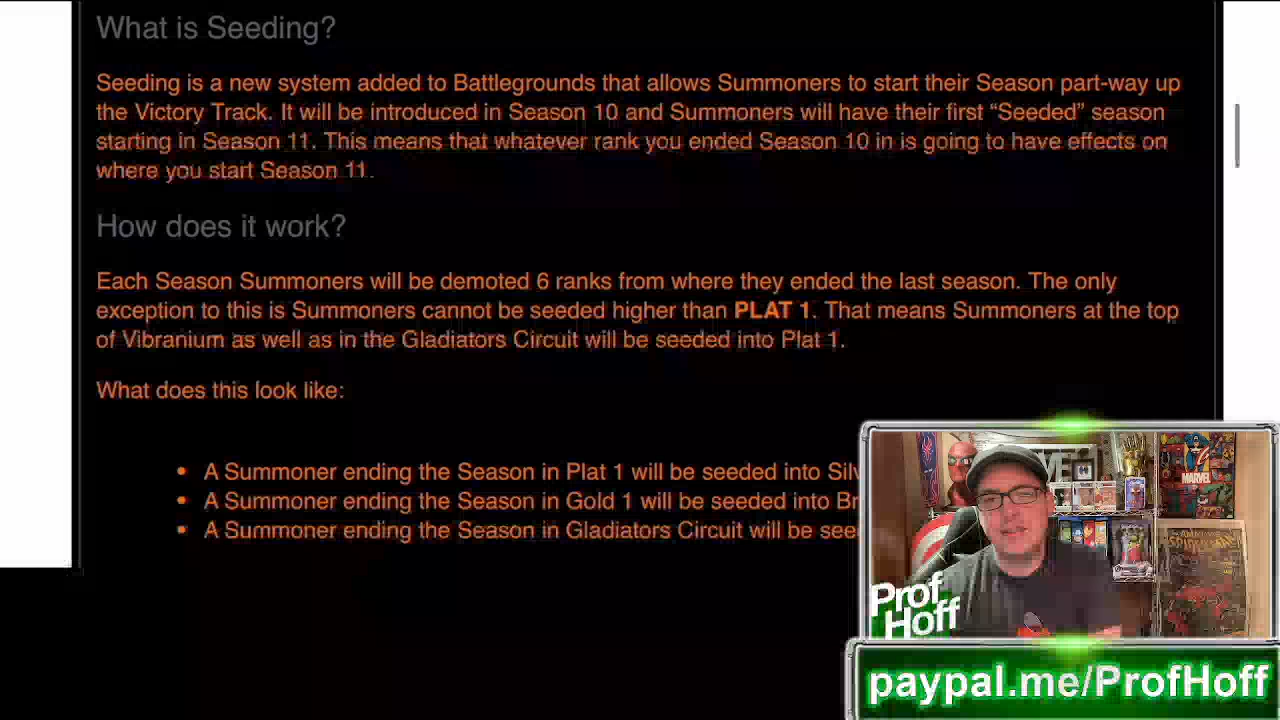 What is Seeding?
Seeding is a new system added to Battlegrounds that allows Summoners to start their Season part-way up
the Victory Track. It will be introduced in Season 10 and Summoners will have their first “Seeded” season
starting in Season 11. This means that whatever rank you ended Season 10 in is going to have effects on
where you start Season 11.
How does it work?
Each Season Summoners will be demoted 6 ranks from where they ended the last season. The only
exception to this is Summoners cannot be seeded higher than PLAT 1. That means Summoners at the top
of Vibranium as well as in the Gladiators Circuit will be seeded into Plat 1.
What does this look like:
• A Summoner ending the Season in Plat 1 will be seeded into Silv
• A Summoner ending the Season in Gold 1 will be seeded into Br
• A Summoner ending the Season in Gladiators Circuit will be see
MARVEL
Prof
Hoff
paypal.me/ProfHoff